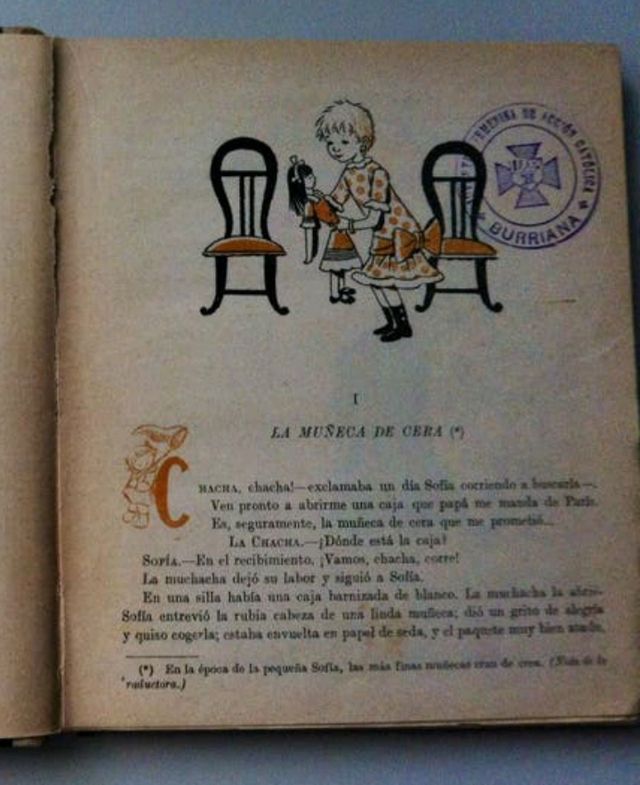 FEMENINA DE ACCIÓN CATÓLICA
BURRIANA
I
LA MUÑECA DE CERA (*)
CHACHA, chacha!—exclamaba un día Sofía corriendo a buscarla—.
Ven pronto a abrirme una caja que papá me manda de París.
Es, seguramente, la muñeca de cera que me prometió...
LA CHACHA.—¿Dónde está la caja?
SOFÍA.—En el recibimiento. ¡Vamos, chacha, corre!
La muchacha dejó su labor y siguió a Sofía.
En una silla había una caja barnizada de blanco. La muchacha la abrió.
Sofía entrevió la rubia cabeza de una linda muñeca; dió un grito de alegría
y quiso cogerla; estaba envuelta en papel de seda, y el paquete muy bien atado.
(*) En la época de la pequeña Sofía, las más finas muñecas eran de crea. (Nota de la
raductora.)